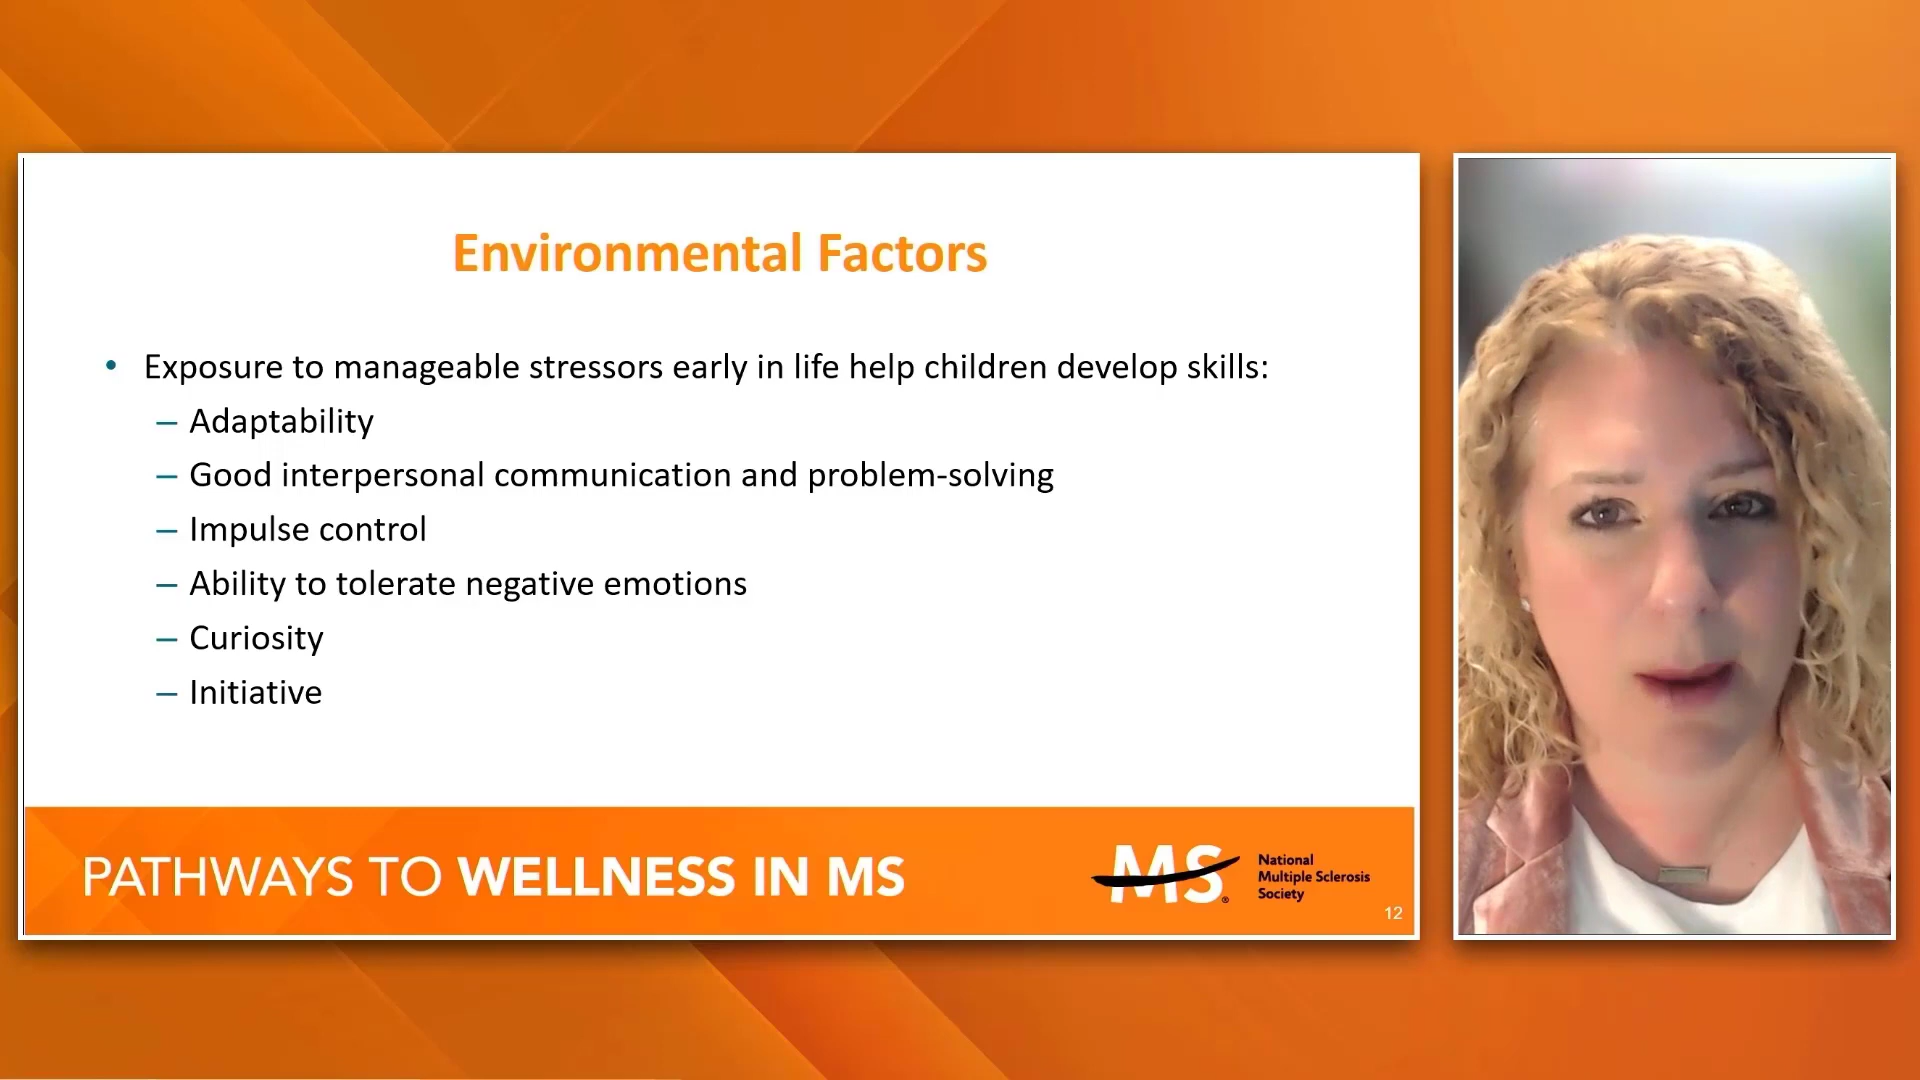 Environmental Factors
• Exposure to manageable stressors early in life help children develop skills:
– Adaptability
– Good interpersonal communication and problem-solving
– Impulse control
– Ability to tolerate negative emotions
– Curiosity
– Initiative
PATHWAYS TO WELLNESS IN MS
MS®
National
Multiple Sclerosis
Society
12